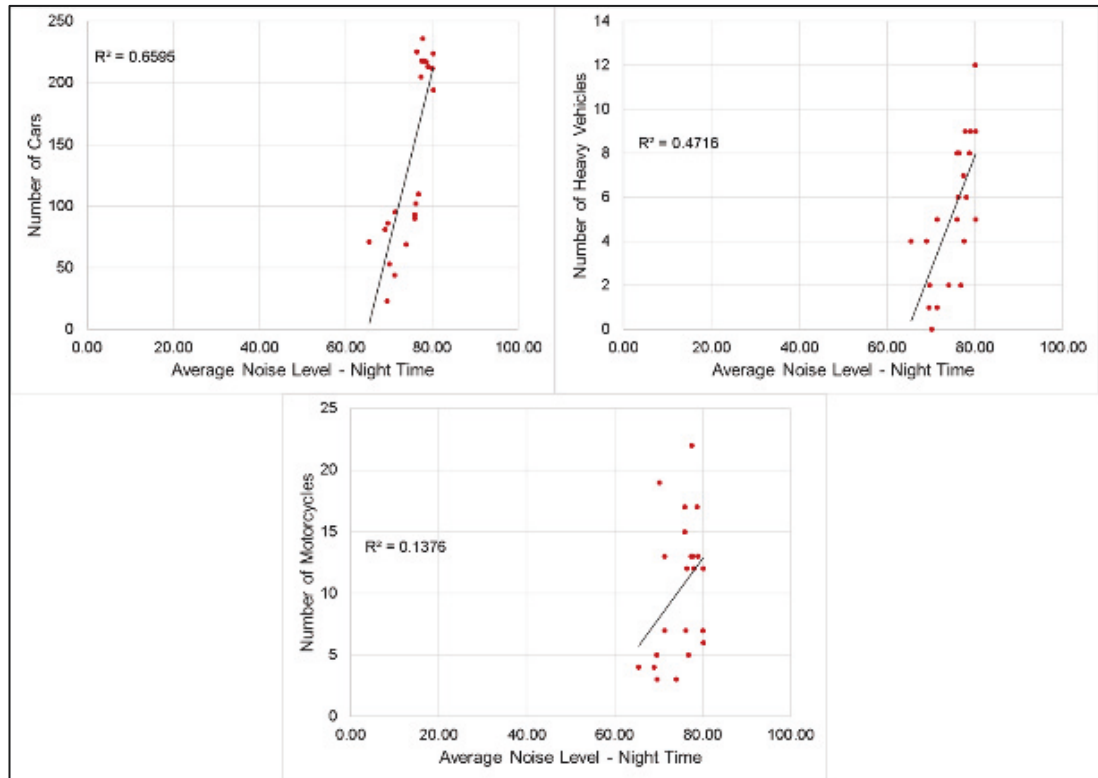 250
200
150
100
50
0
Number of Cars
R² = 0.6595
0.00 20.00 40.00 60.00 80.00 100.00
Average Noise Level - Night Time
14
12
10
8
6
4
2
0
Number of Heavy Vehicles
R² = 0.4716
0.00 20.00 40.00 60.00 80.00 100.00
Average Noise Level - Night Time
25
20
15
10
5
0
Number of Motorcycles
R² = 0.1376
0.00 20.00 40.00 60.00 80.00 100.00
Average Noise Level - Night Time